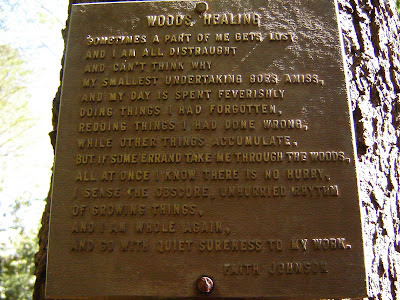 WOODS, HEALING
SOMETIMES A PART OF ME GETS LOST
AND I AM ALL DISTRAUGHT
AND CAN'T THINK WHY
MY SMALLEST UNDERTAKING GOES AMISS,
AND MY DAY IS SPENT FEVERISHLY
DOING THINGS I HAD FORGOTTEN,
REDOING THINGS I HAD DONE WRONG,
WHILE OTHER THINGS ACCUMULATE,
BUT IF SOME ERRAND TAKE ME THROUGH THE WOODS,
ALL AT ONCE I KNOW THERE IS NO HURRY,
I SENSE THE OBSCURE, UNHURRIED RHYTHM
OF GROWING THINGS,
AND I AM WHOLE AGAIN,
AND GO WITH QUIET SURENESS TO MY WORK.
FAITH JOHNSON